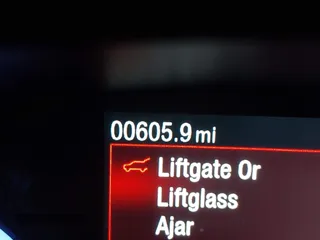 00605.9 mi
Liftgate Or
Liftglass
Ajar